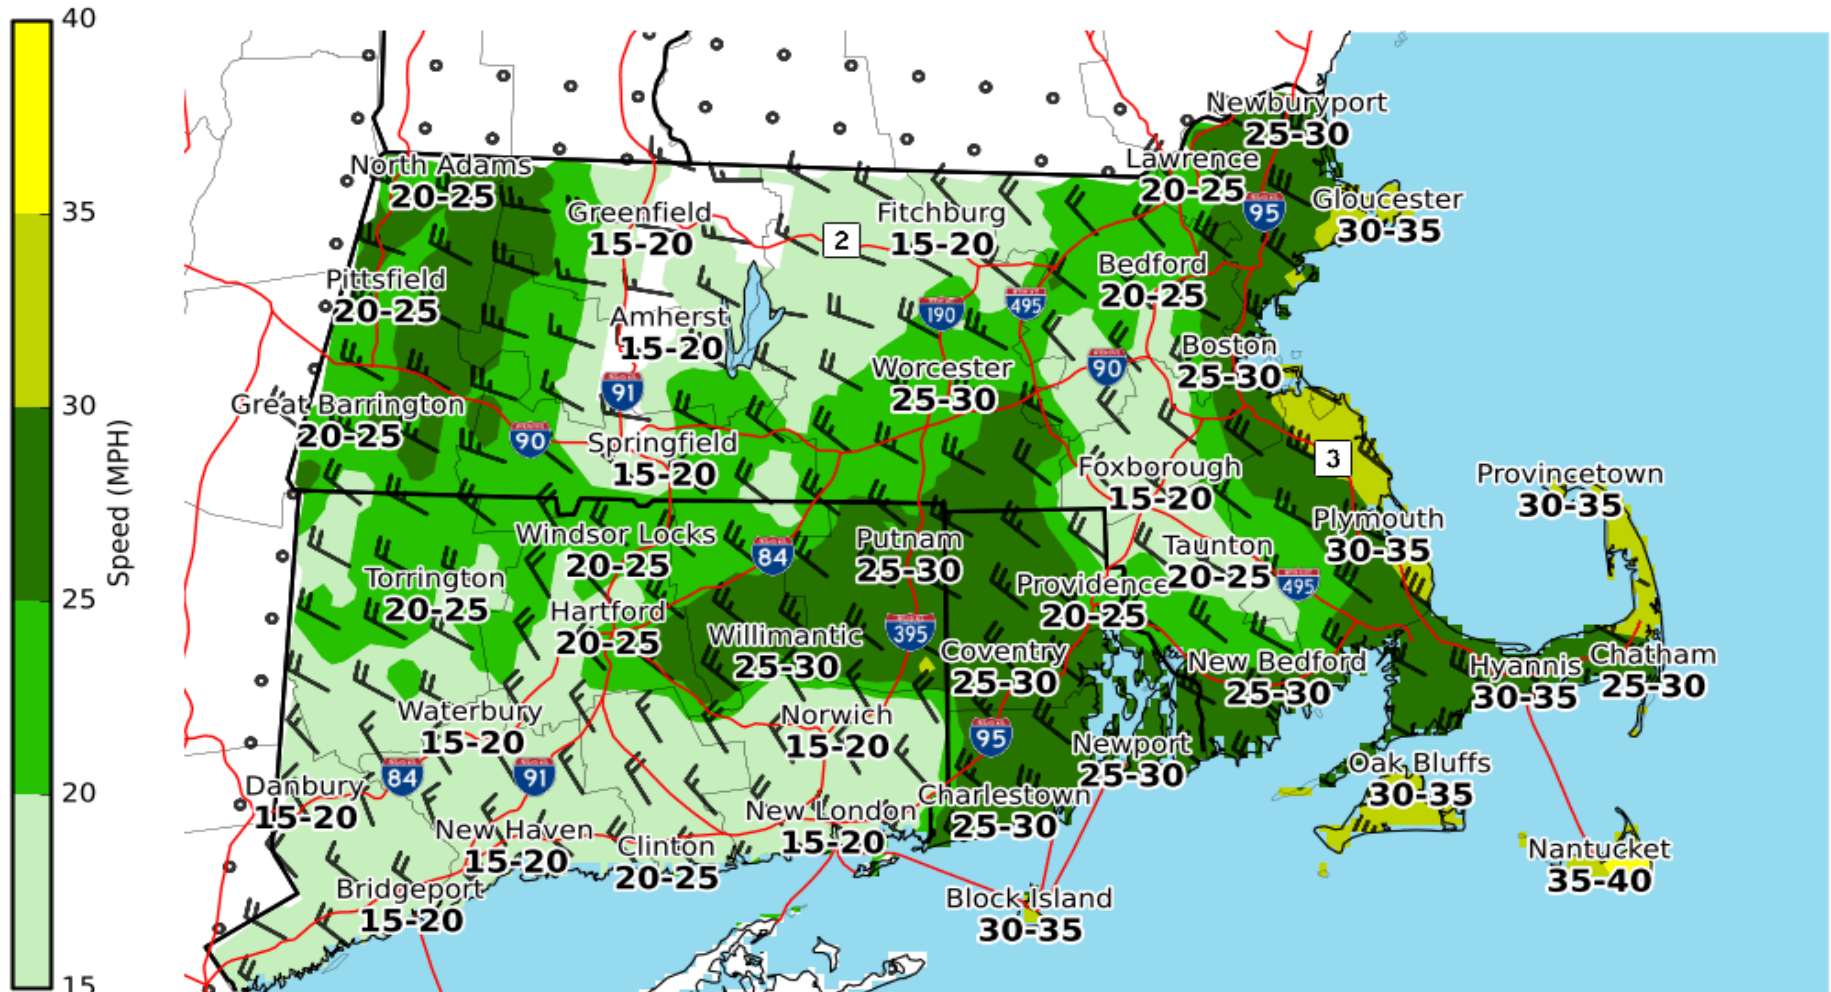 40
35
30
25
20
15
Speed (MPH)
Newburyport
25-30
North Adams
20-25
Lawrence
20-25
Gloucester
30-35
95
Greenfield
15-20
2
Fitchburg
15-20
Pittsfield
20-25
Bedford
20-25
190
495
Amherst
15-20
Boston
25-30
Worcester
25-30
90
91
Great Barrington
20-25
90
Springfield
15-20
Foxborough
15-20
3
Provincetown
30-35
Windsor Locks
20-25
84
Putnam
25-30
Plymouth
30-35
Taunton
20-25
495
Torrington
20-25
Hartford
20-25
Providence
20-25
Willimantic
25-30
395
Coventry
25-30
New Bedford
25-30
Hyannis
30-35
Chatham
25-30
Waterbury
15-20
Norwich
15-20
95
Newport
25-30
Danbury
15-20
84
91
Oak Bluffs
30-35
New Haven
15-20
Clinton
20-25
New London
15-20
Charlestown
25-30
Nantucket
35-40
Bridgeport
15-20
Block Island
30-35